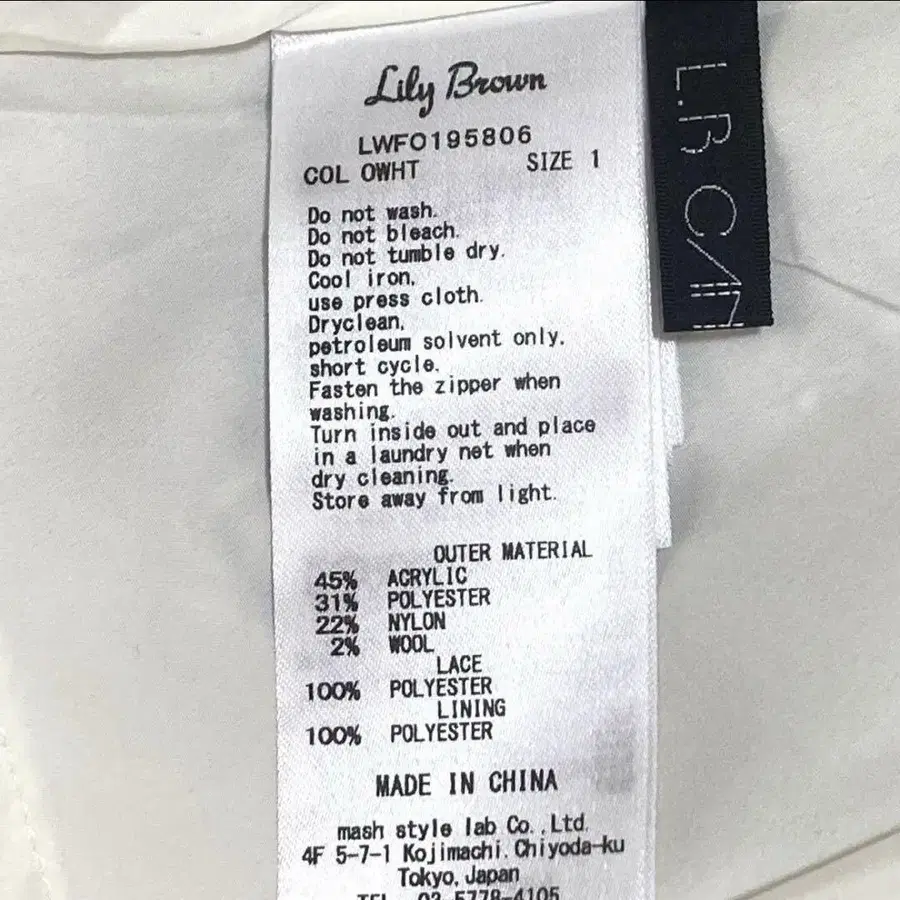 Lily Brown
LWFO195806
COL OWHT SIZE 1
Do not wash.
Do not bleach.
Do not tumble dry.
Cool iron,
use press cloth.
Dryclean,
petroleum solvent only,
short cycle.
Fasten the zipper when
washing.
Turn inside out and place
in a laundry net when
dry cleaning.
Store away from light.
OUTER MATERIAL
45% ACRYLIC
31% POLYESTER
22% NYLON
2% WOOL
LACE
100% POLYESTER
LINING
100% POLYESTER
MADE IN CHINA
mash style lab Co.,Ltd.
4F 5-7-1 Kojimachi.Chiyoda-ku
Tokyo, Japan
TEL 03-5778-4105